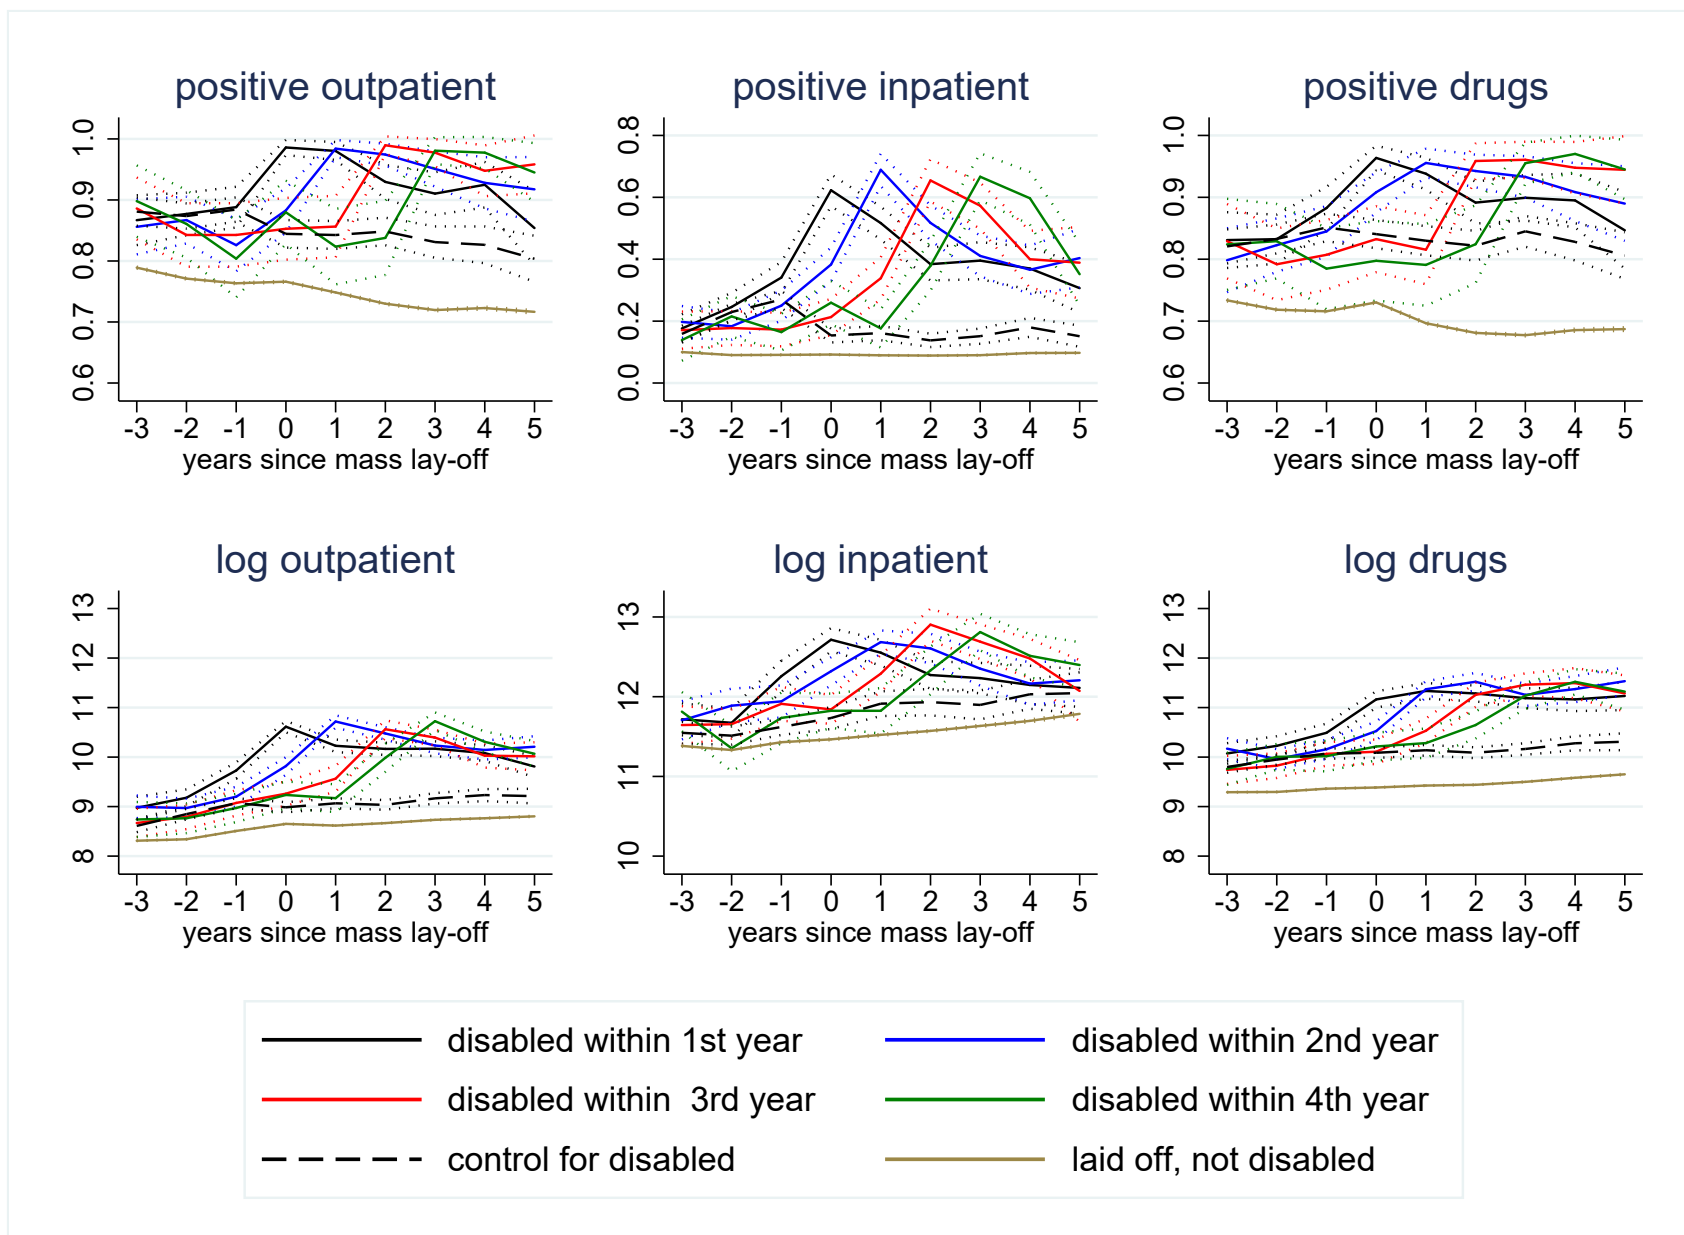 positive outpatient
1.0
0.9
0.8
0.7
0.6
-3 -2 -1 0 1 2 3 4 5
years since mass lay-off
positive inpatient
0.8
0.6
0.4
0.2
0.0
-3 -2 -1 0 1 2 3 4 5
years since mass lay-off
positive drugs
1.0
0.9
0.8
0.7
0.6
-3 -2 -1 0 1 2 3 4 5
years since mass lay-off
log outpatient
13
12
11
10
9
8
-3 -2 -1 0 1 2 3 4 5
years since mass lay-off
log inpatient
13
12
11
10
-3 -2 -1 0 1 2 3 4 5
years since mass lay-off
log drugs
13
12
11
10
9
8
-3 -2 -1 0 1 2 3 4 5
years since mass lay-off
disabled within 1st year
disabled within 2nd year
disabled within  3rd year
disabled within 4th year
control for disabled
laid off, not disabled